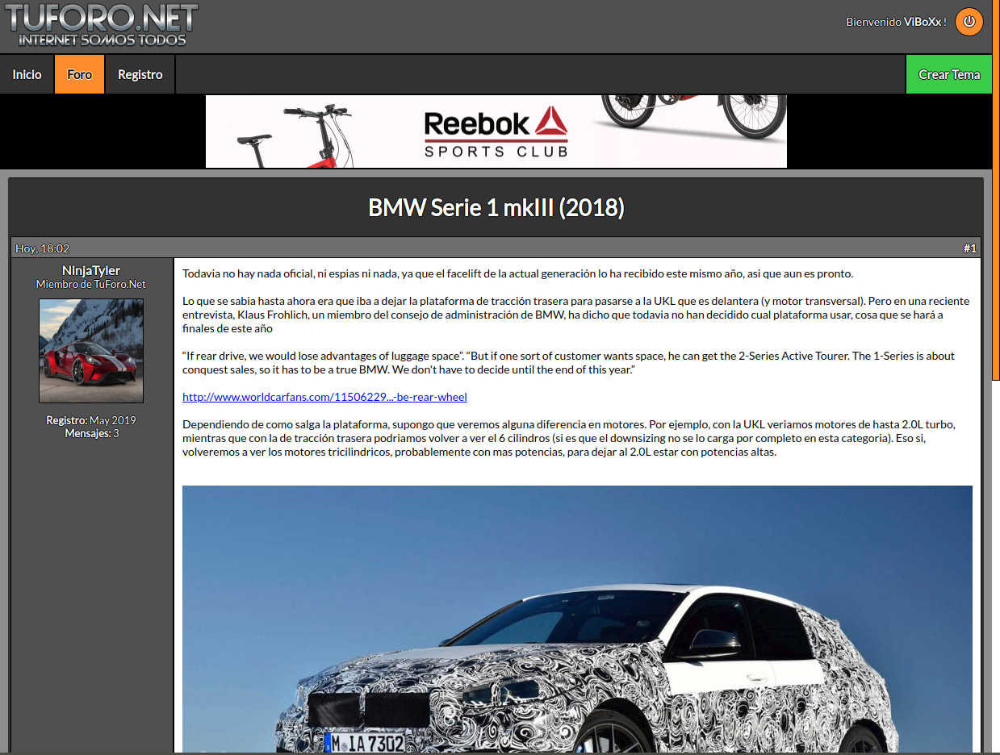 TUFORO.NET
INTERNET SOMOS TODOS
Bienvenido ViBoXx !
Inicio
Foro
Registro
Crear Tema
Reebok
SPORTS CLUB
BMW Serie 1 mkIII (2018)
Hoy, 18:02
#1
NinjaTyler
Miembro de TuForo.Net
Registro: May 2019
Mensajes: 3
Todavia no hay nada oficial, ni espias ni nada, ya que el facelift de la actual generación lo ha recibido este mismo año, asi que aun es pronto.
Lo que se sabia hasta ahora era que iba a dejar la plataforma de tracción trasera para pasarse a la UKL que es delantera (y motor transversal). Pero en una reciente
entrevista, Klaus Frohlich, un miembro del consejo de administración de BMW, ha dicho que todavia no han decidido cual plataforma usar, cosa que se hará a
finales de este año
“If rear drive, we would lose advantages of luggage space”. “But if one sort of customer wants space, he can get the 2-Series Active Tourer. The 1-Series is about
conquest sales, so it has to be a true BMW. We don't have to decide until the end of this year.”
http://www.worldcarfans.com/11506229...-be-rear-wheel
Dependiendo de como salga la plataforma, supongo que veremos alguna diferencia en motores. Por ejemplo, con la UKL veriamos motores de hasta 2.0L turbo,
mientras que con la de tracción trasera podriamos volver a ver el 6 cilindros (si es que el downsizing no se lo carga por completo en esta categoria). Eso si,
volveremos a ver los motores tricilindricos, probablemente con mas potencias, para dejar al 2.0L estar con potencias altas.
M IA 7302